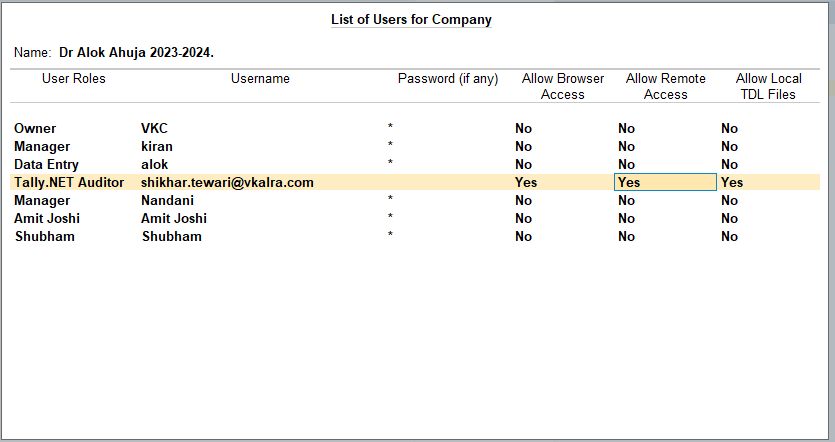 List of Users for Company
Name: Dr Alok Ahuja 2023-2024.
User Roles Username Password (if any) Allow Browser Access Allow Remote Access Allow Local TDL Files
Owner VKC * No No No
Manager kiran * No No No
Data Entry alok * No No No
Tally.NET Auditor shikhar.tewari@vkalra.com Yes Yes Yes
Manager Nandani * No No No
Amit Joshi Amit Joshi * No No No
Shubham Shubham * No No No